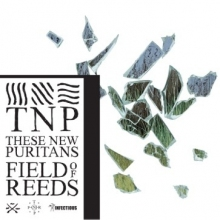 TNP
THESE NEW
PURITANS
FIELD OF
REEDS
INFECTIOUS